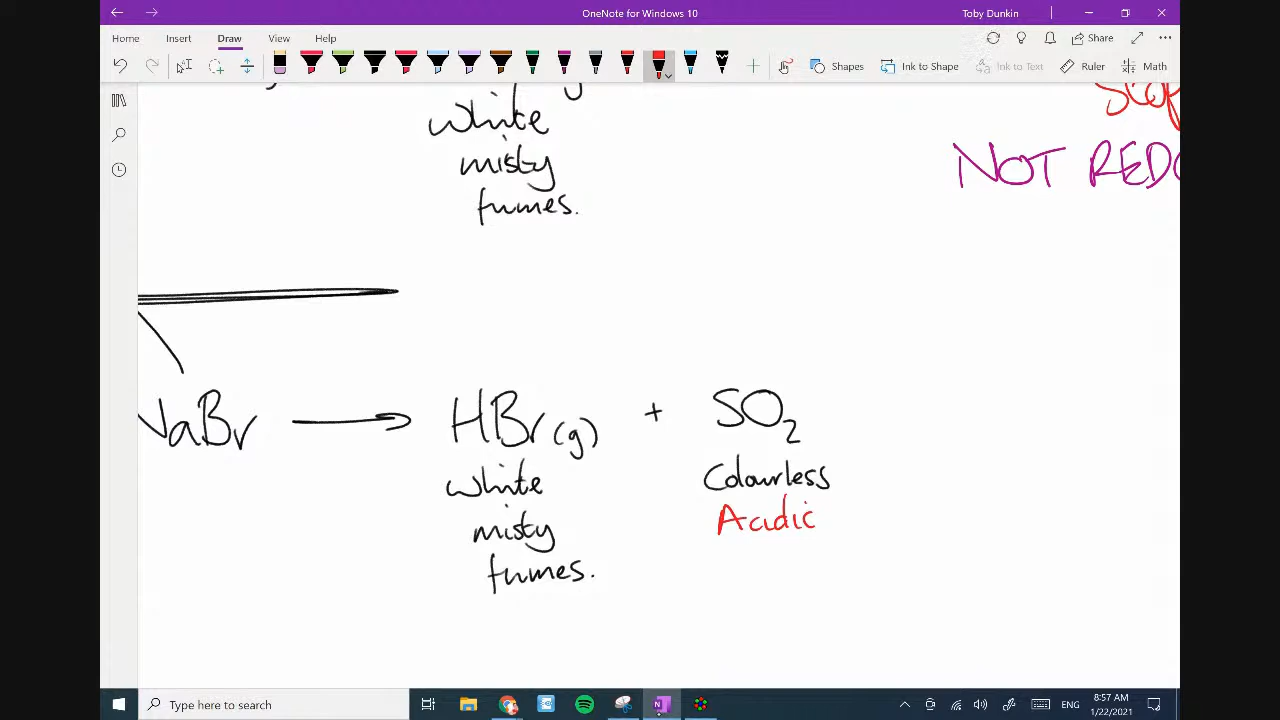 OneNote for Windows 10
Toby Dunkin
Home Insert Draw View Help
Share
Shapes Ink to Shape Ink to Text Ruler Math
white
misty
fumes.
NOT
NaBr → HBr(g) + SO₂
white
misty
fumes.
Colourless
Acidic
Type here to search
ENG
8:57 AM
1/22/2021